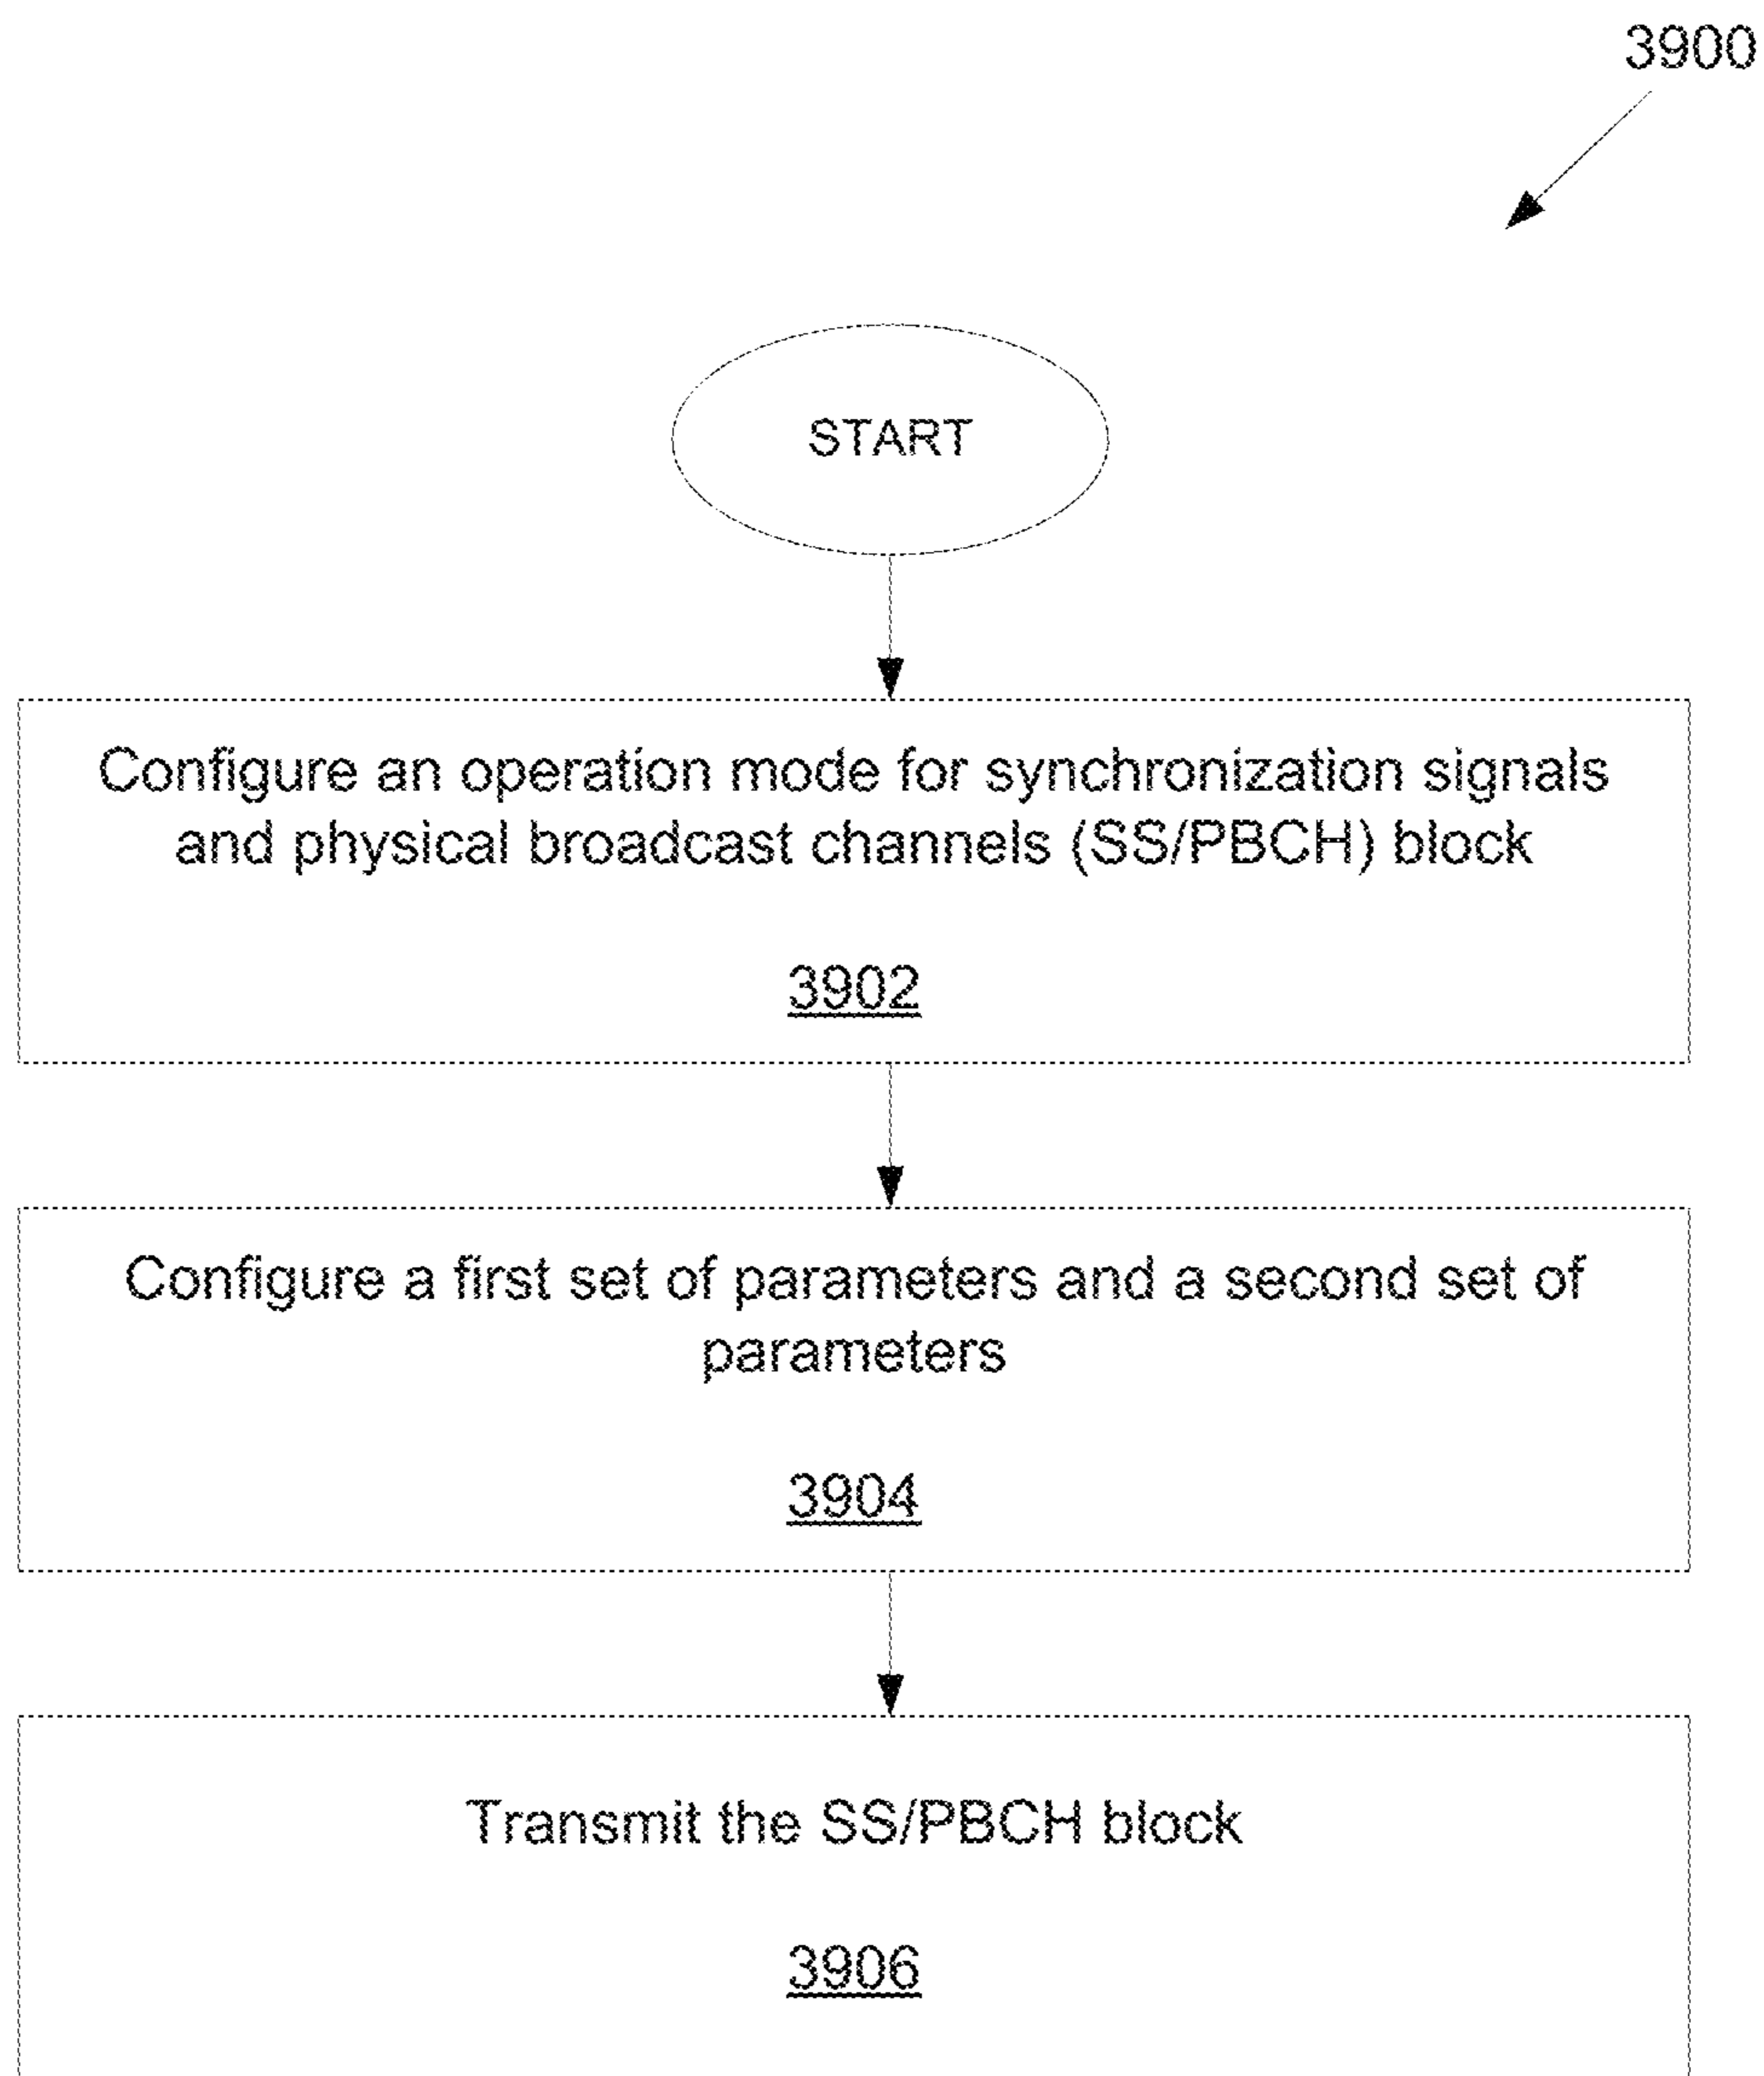 3900
START
Configure an operation mode for synchronization signals
and physical broadcast channels (SS/PBCH) block
3902
Configure a first set of parameters and a second set of
parameters
3904
Transmit the SS/PBCH block
3906